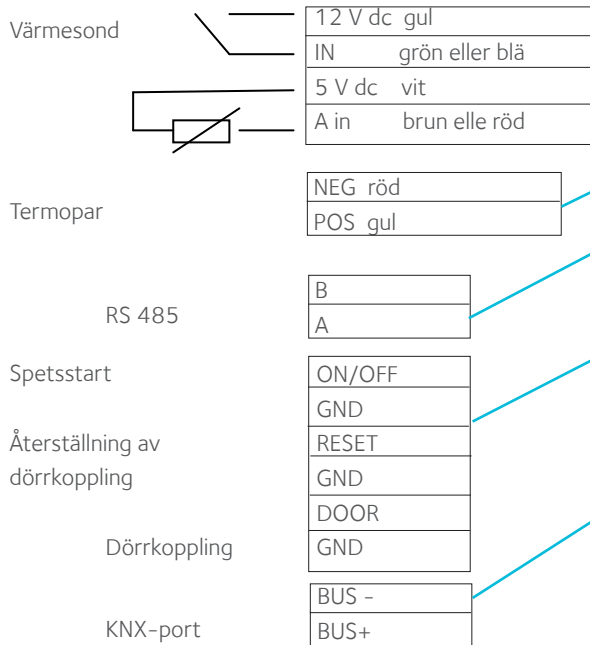 Värmesond
12 V dc gul
IN grön eller blä
5 V dc vit
A in brun elle röd
Termopar
NEG röd
POS gul
RS 485
B
A
Spetsstart
ON/OFF
GND
Återställning av
dörrkoppling
RESET
GND
DOOR
Dörrkoppling
GND
KNX-port
BUS -
BUS+